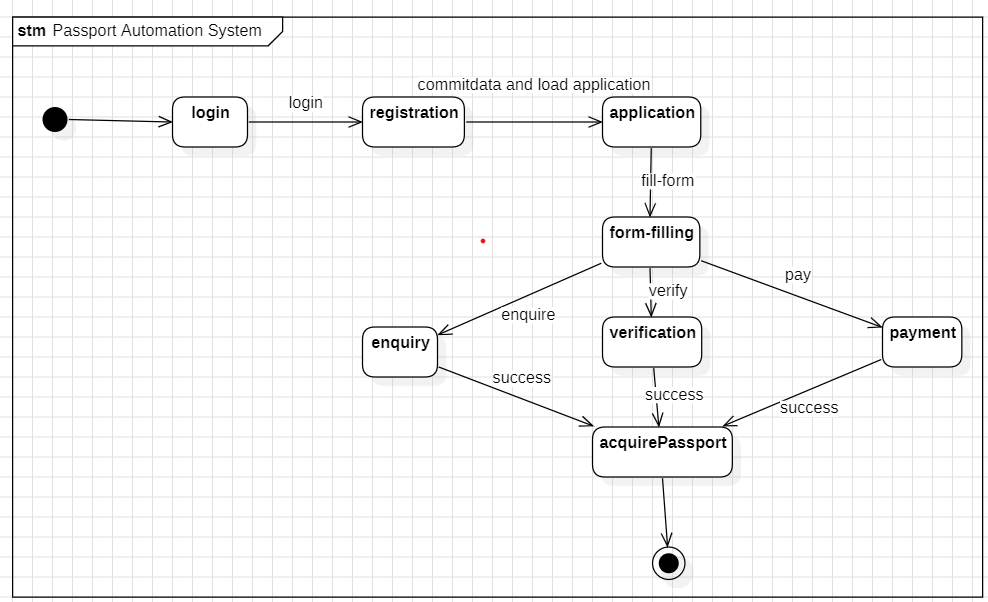 stm Passport Automation System
commitdata and load application
login
login
registration
application
fill-form
form-filling
pay
verify
enquire
enquiry
verification
payment
success
success
success
acquirePassport